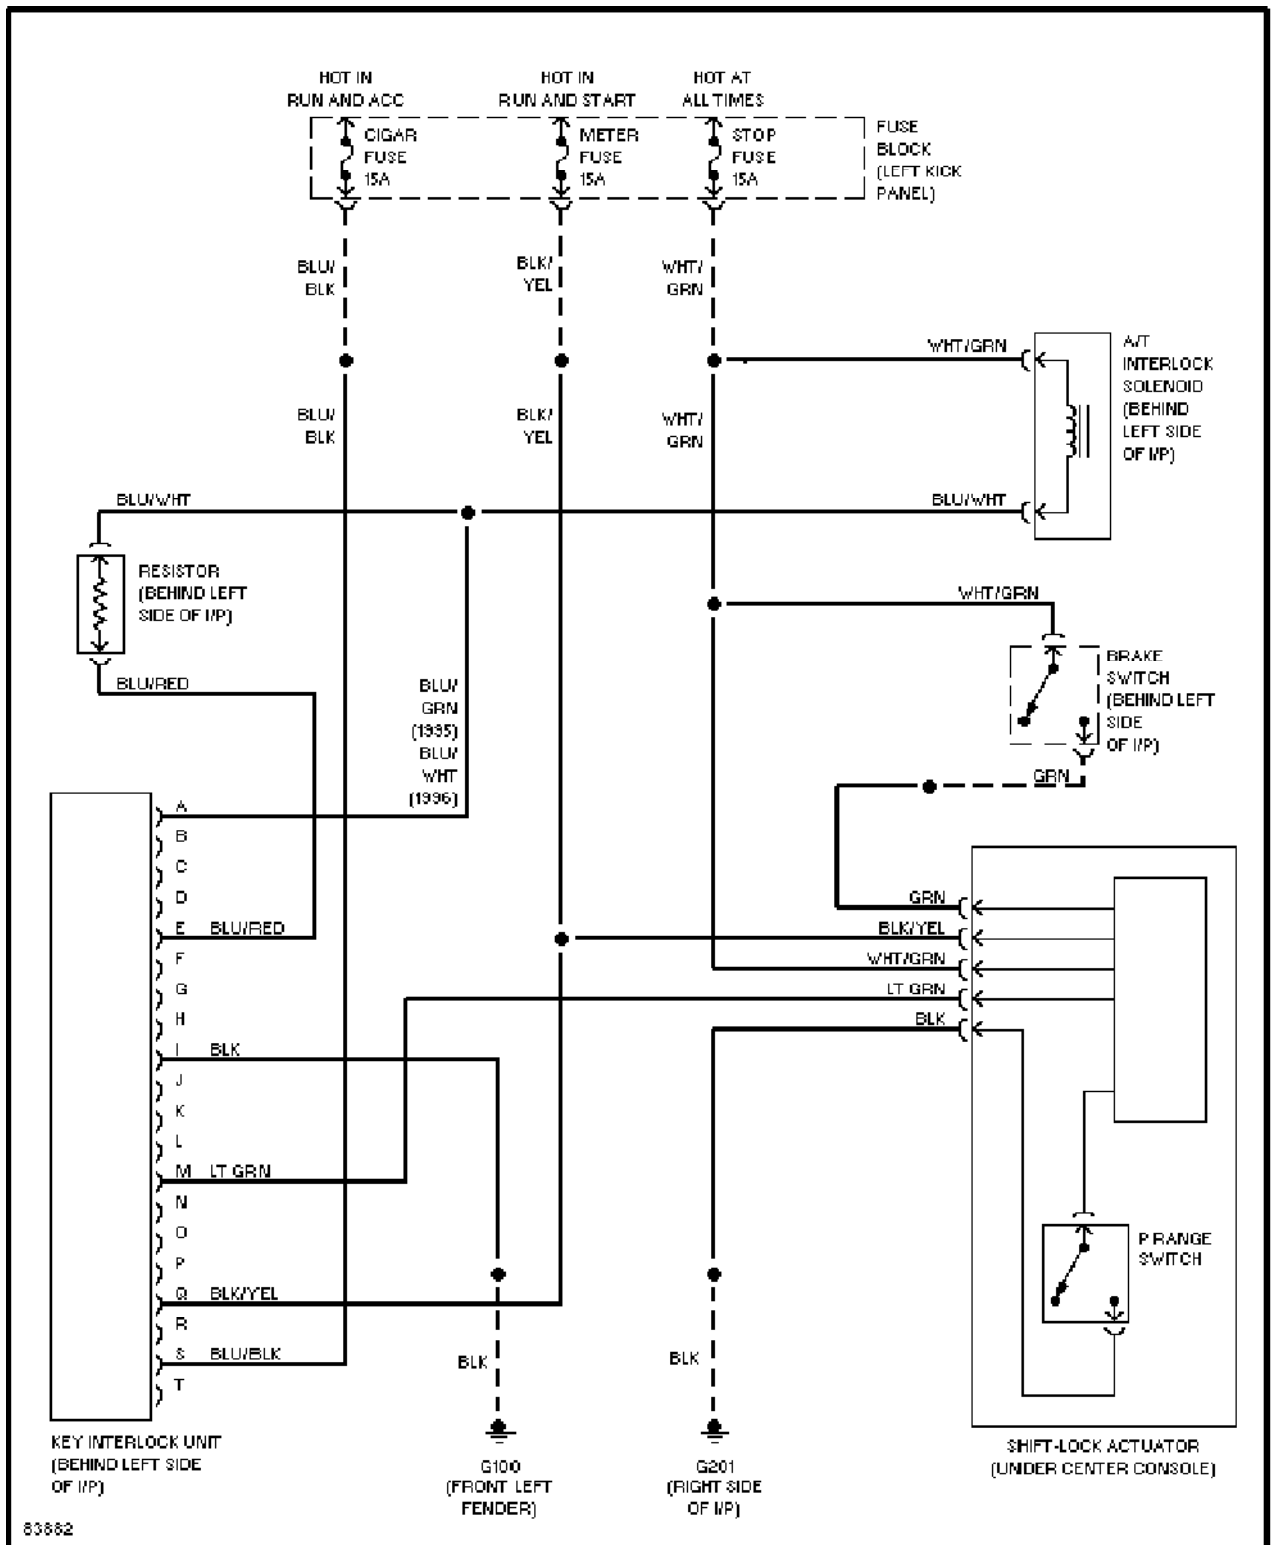 HOT IN
RUN AND ACC
HOT IN
RUN AND START
HOT AT
ALL TIMES
CIGAR
FUSE
15A
METER
FUSE
15A
STOP
FUSE
15A
FUSE
BLOCK
(LEFT KICK
PANEL)
BLU/
BLK
BLK/
YEL
WHT/
GRN
WHT/GRN
A/T
INTERLOCK
SOLENOID
(BEHIND
LEFT SIDE
OF I/P)
BLU/
BLK
BLK/
YEL
WHT/
GRN
BLU/WHT
BLU/WHT
RESISTOR
(BEHIND LEFT
SIDE OF I/P)
WHT/GRN
BRAKE
SWITCH
(BEHIND LEFT
SIDE
OF I/P)
BLU/RED
BLU/
GRN
(1995)
BLU/
WHT
(1996)
GRN
A
B
C
D
E BLU/RED
F
G
H
I BLK
J
K
L
M LT GRN
N
O
P
Q BLK/YEL
R
S BLU/BLK
T
GRN
BLK/YEL
WHT/GRN
LT GRN
BLK
P RANGE
SWITCH
BLK
BLK
KEY INTERLOCK UNIT
(BEHIND LEFT SIDE
OF I/P)
G100
(FRONT LEFT
FENDER)
G201
(RIGHT SIDE
OF I/P)
SHIFT-LOCK ACTUATOR
(UNDER CENTER CONSOLE)
83882